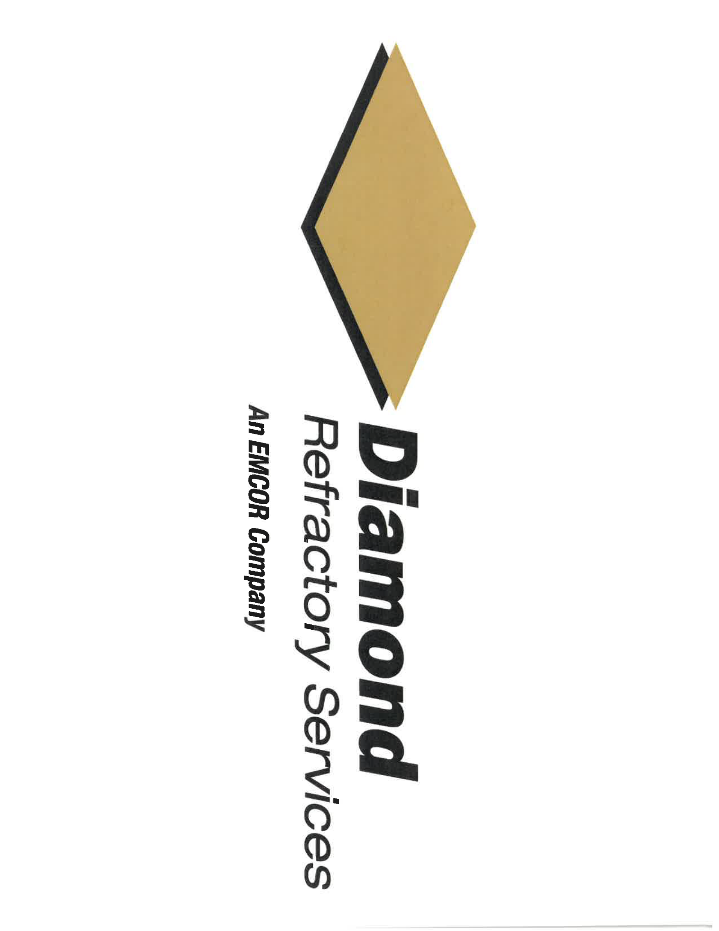 Diamond
Refractory Services
An EMCOR Company